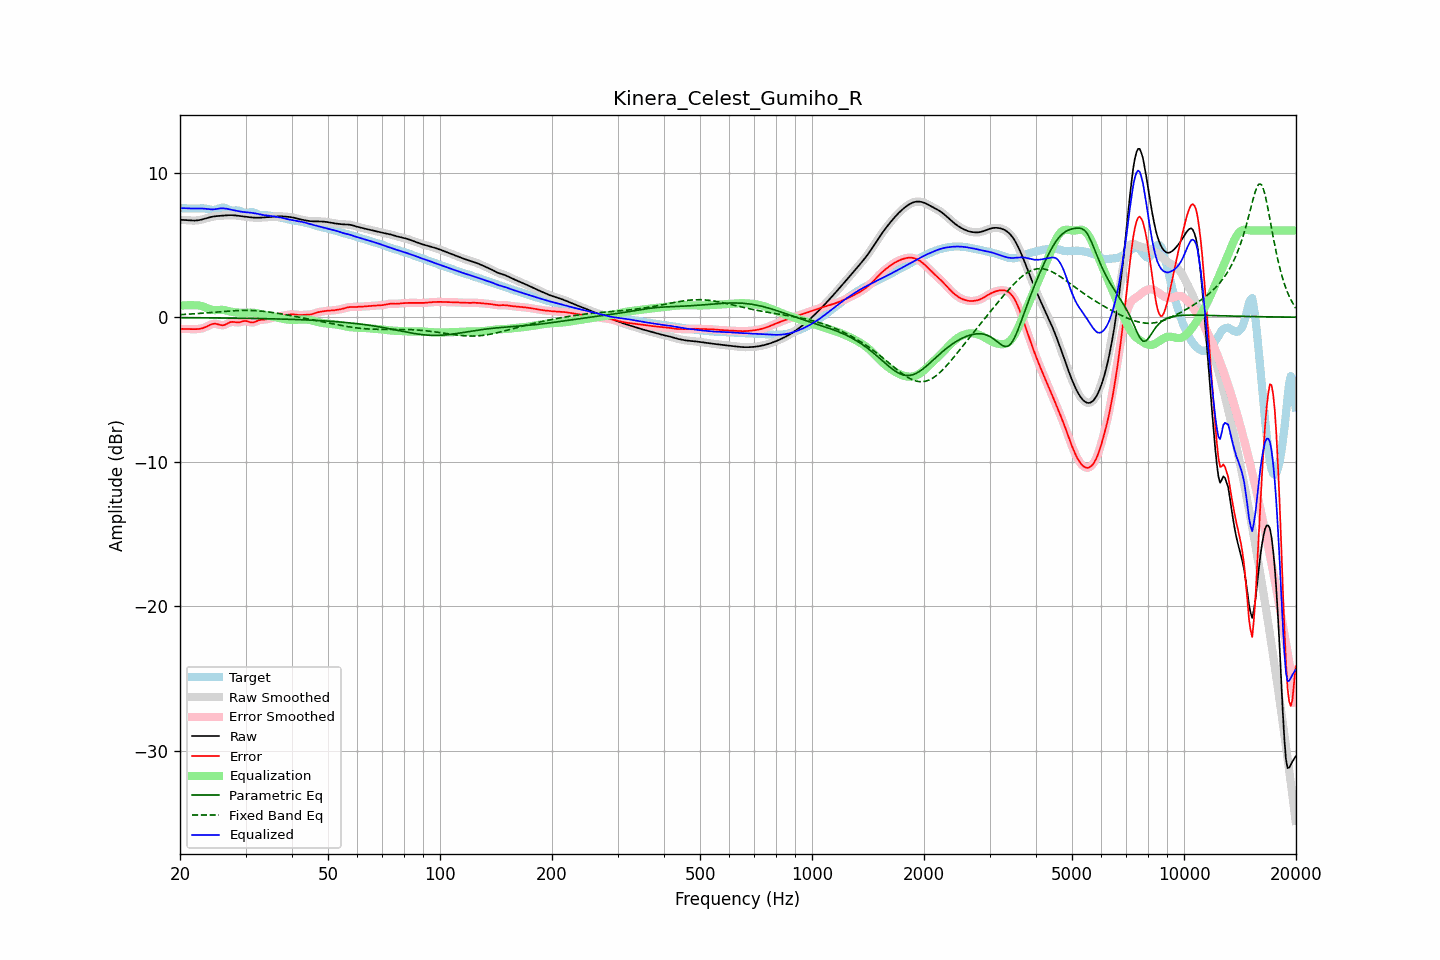 Kinera_Celest_Gumiho_R
Amplitude (dBr)
10
0
−10
−20
−30
Target
Raw Smoothed
Error Smoothed
Raw
Error
Equalization
Parametric Eq
Fixed Band Eq
Equalized
20 50 100 200 500 1000 2000 5000 10000 20000
Frequency (Hz)